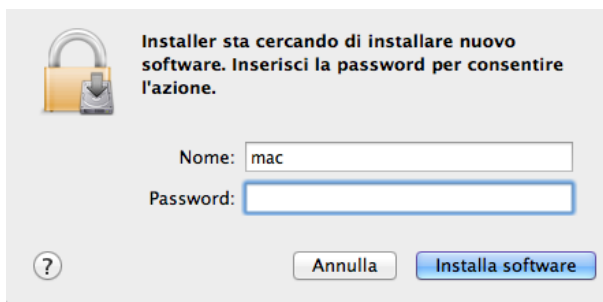 Installer sta cercando di installare nuovo
software. Inserisci la password per consentire
l'azione.
Nome: mac
Password:
?
Annulla
Installa software